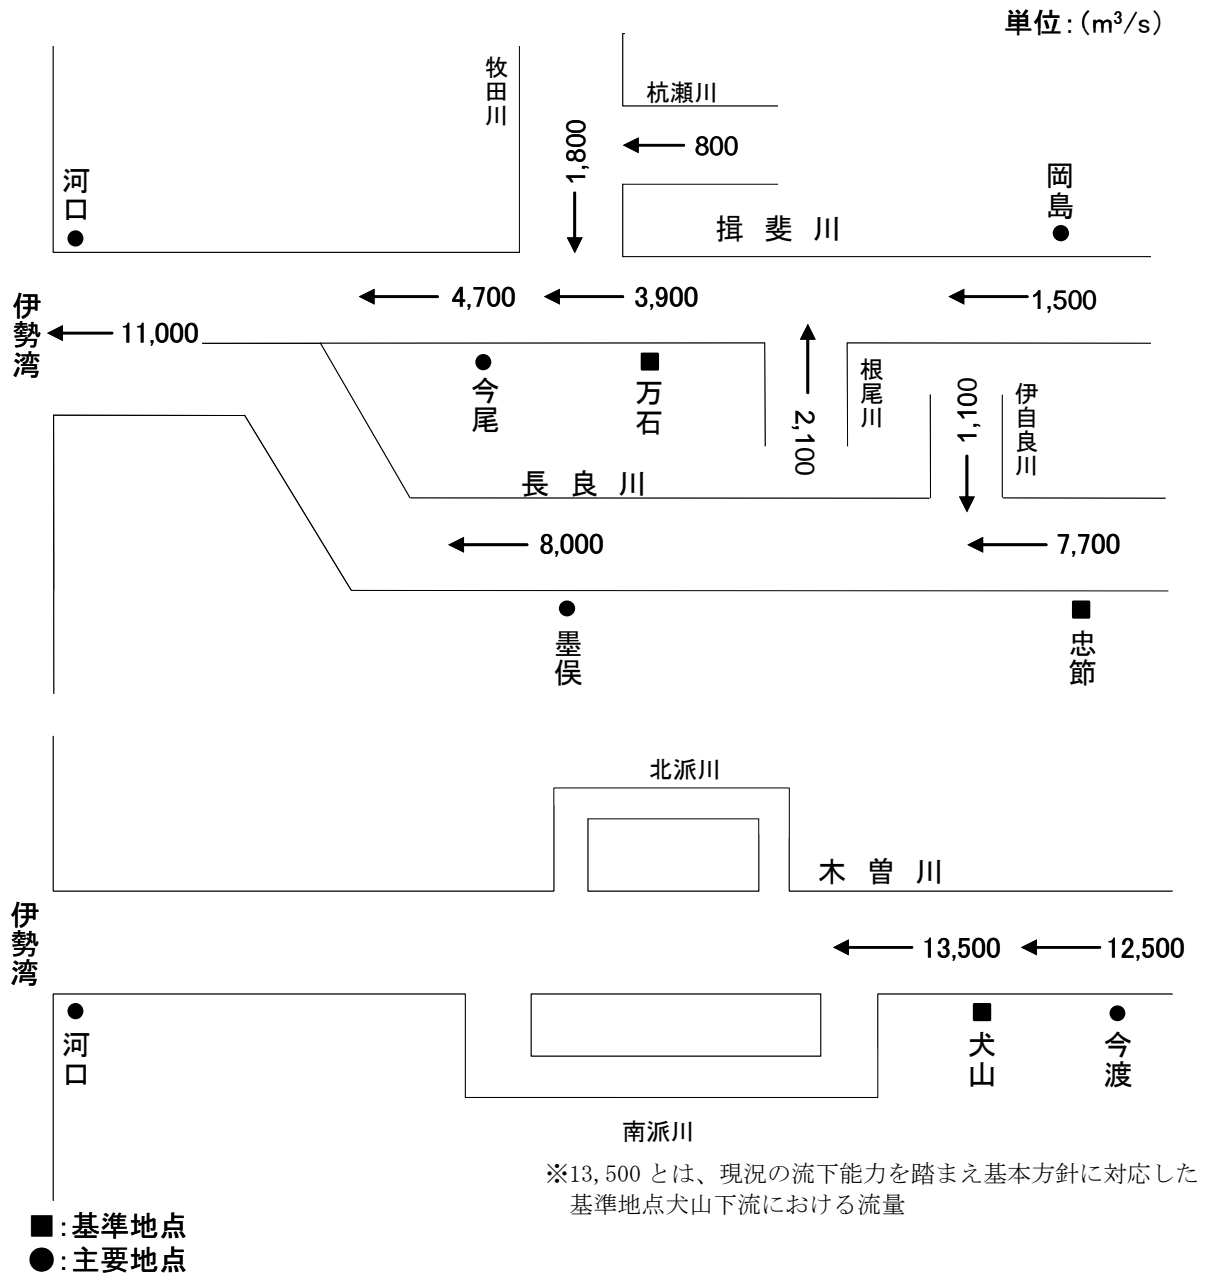 単位:(m³/s)
牧田川
杭瀬川
800
1,800
河口
岡島
揖斐川
伊勢湾
11,000
4,700
3,900
1,500
今尾
万石
2,100
根尾川
1,100
伊自良川
長良川
8,000
7,700
墨俣
忠節
北派川
木曽川
伊勢湾
13,500
12,500
河口
犬山
今渡
南派川
※13,500 とは、現況の流下能力を踏まえ基本方針に対応した
基準地点犬山下流における流量
■:基準地点
●:主要地点